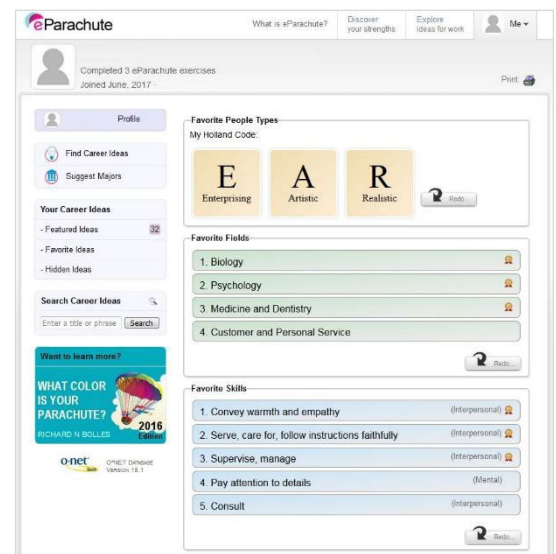 eParachute
What is eParachute?
Discover
your strengths
Explore
ideas for work
Me
Completed 3 eParachute exercises
Joined June, 2017
Print
Profile
Find Career Ideas
Suggest Majors
Your Career Ideas
- Featured Ideas 32
- Favorite Ideas
- Hidden Ideas
Search Career Ideas
Enter a title or phrase Search
Want to learn more?
WHAT COLOR
IS YOUR
PARACHUTE?
RICHARD N BOLLES
2016
Edition
o·net
O*NET DATABASE
VERSION 18.1
Favorite People Types
My Holland Code:
E
Enterprising
A
Artistic
R
Realistic
Redo...
Favorite Fields
1. Biology
2. Psychology
3. Medicine and Dentistry
4. Customer and Personal Service
Redo...
Favorite Skills
1. Convey warmth and empathy (Interpersonal)
2. Serve, care for, follow instructions faithfully (Interpersonal)
3. Supervise, manage (Interpersonal)
4. Pay attention to details (Mental)
5. Consult (Interpersonal)
Redo...